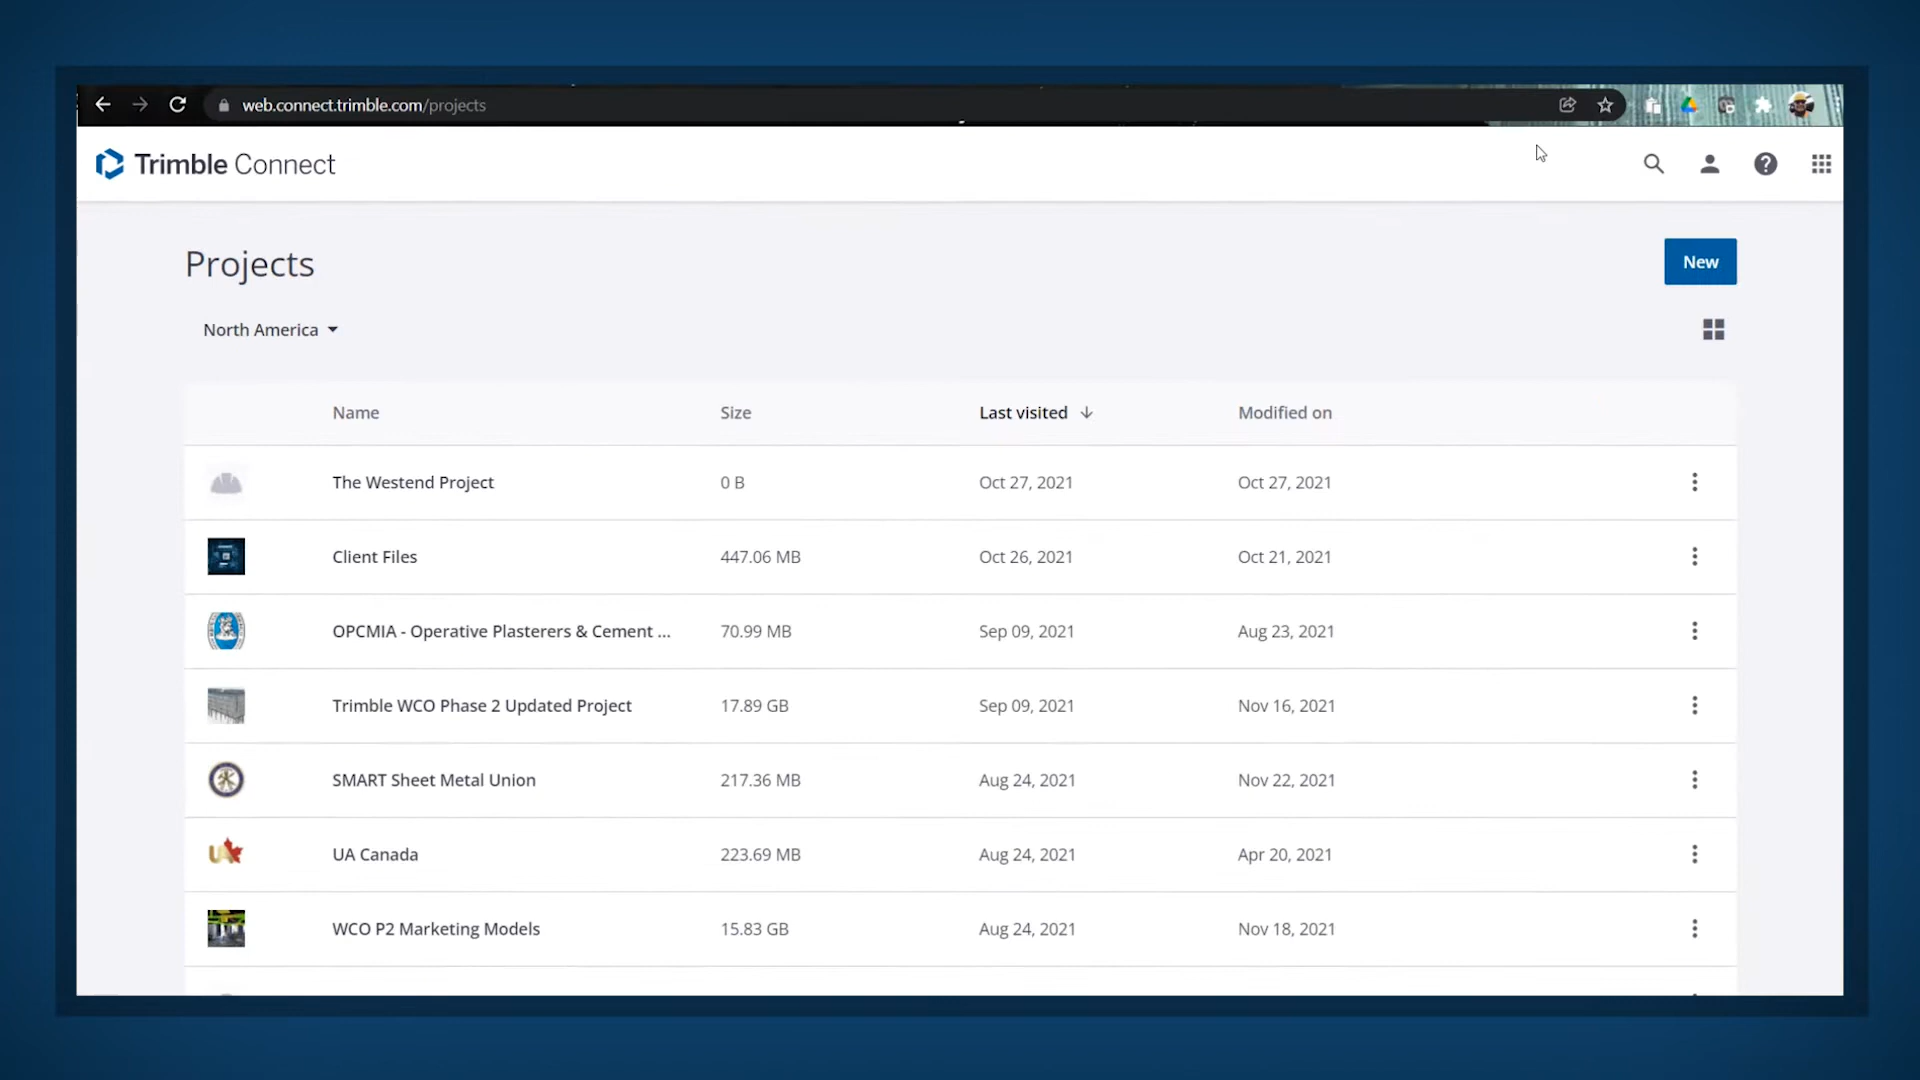 web.connect.trimble.com/projects
Trimble Connect
Projects
New
North America
Name Size Last visited Modified on
The Westend Project 0 B Oct 27, 2021 Oct 27, 2021
Client Files 447.06 MB Oct 26, 2021 Oct 21, 2021
OPCMIA - Operative Plasterers & Cement ... 70.99 MB Sep 09, 2021 Aug 23, 2021
Trimble WCO Phase 2 Updated Project 17.89 GB Sep 09, 2021 Nov 16, 2021
SMART Sheet Metal Union 217.36 MB Aug 24, 2021 Nov 22, 2021
UA
UA Canada 223.69 MB Aug 24, 2021 Apr 20, 2021
WCO P2 Marketing Models 15.83 GB Aug 24, 2021 Nov 18, 2021